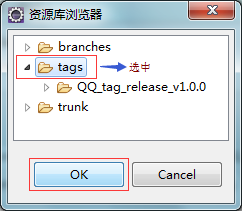 资源库浏览器
branches
tags 选中
QQ_tag_release_v1.0.0
trunk
OK Cancel